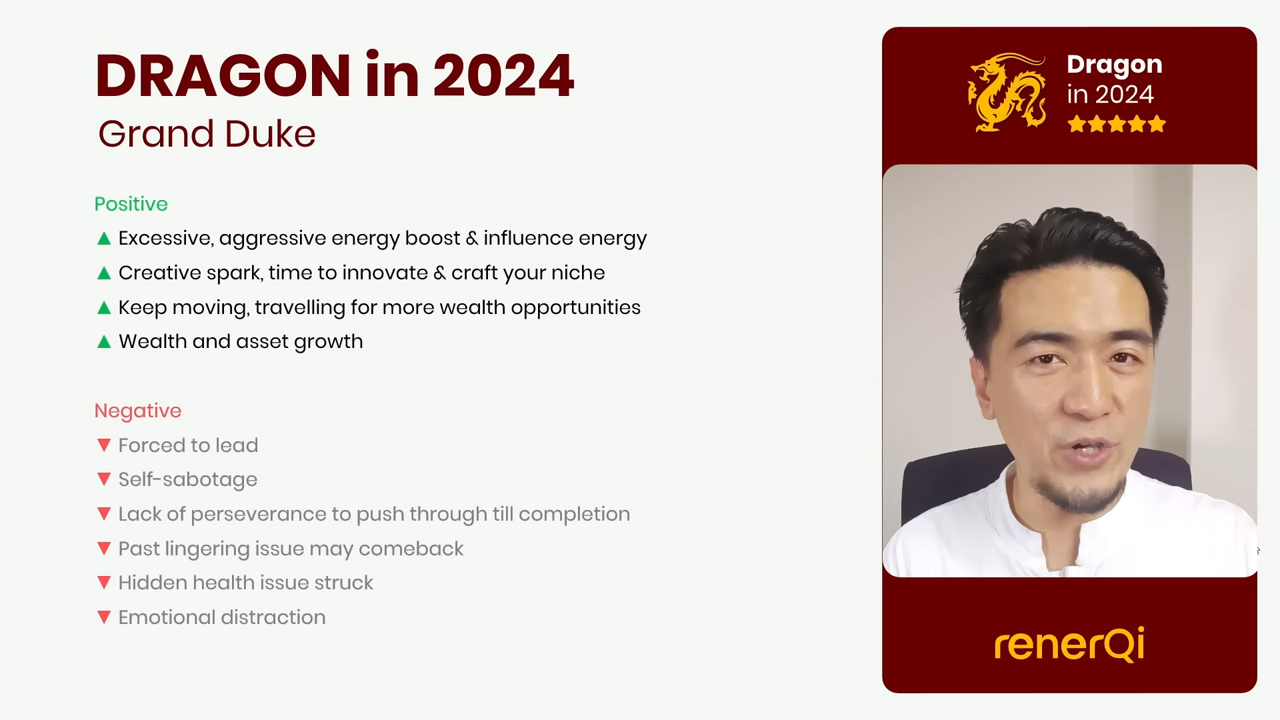 DRAGON in 2024
Grand Duke
Positive
▲ Excessive, aggressive energy boost & influence energy
▲ Creative spark, time to innovate & craft your niche
▲ Keep moving, travelling for more wealth opportunities
▲ Wealth and asset growth
Negative
▼ Forced to lead
▼ Self-sabotage
▼ Lack of perseverance to push through till completion
▼ Past lingering issue may comeback
▼ Hidden health issue struck
▼ Emotional distraction
Dragon
in 2024
★★★★★
renerQi